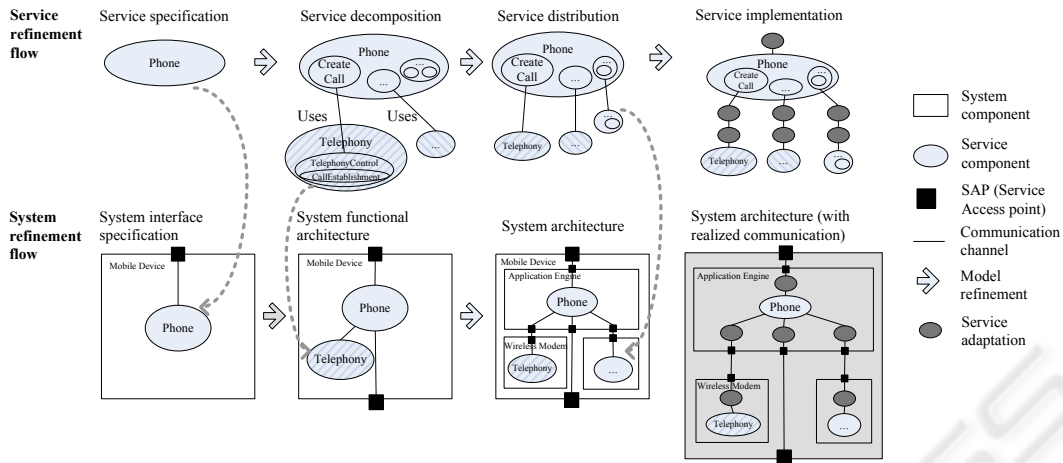 Service refinement flow
Service specification
Service decomposition
Service distribution
Service implementation
Phone
Phone
Create Call
...
...
Uses
Uses
Telephony
TelephonyControl
CallEstablishment
...
Phone
Create Call
...
...
Telephony
...
...
Phone
Create Call
...
...
Telephony
...
...
System component
Service component
SAP (Service Access point)
Communication channel
Model refinement
Service adaptation
System refinement flow
System interface specification
Mobile Device
Phone
System functional architecture
Mobile Device
Phone
Telephony
System architecture
Mobile Device
Application Engine
Phone
Wireless Modem
Telephony
...
System architecture (with realized communication)
Application Engine
Phone
Wireless Modem
Telephony
...